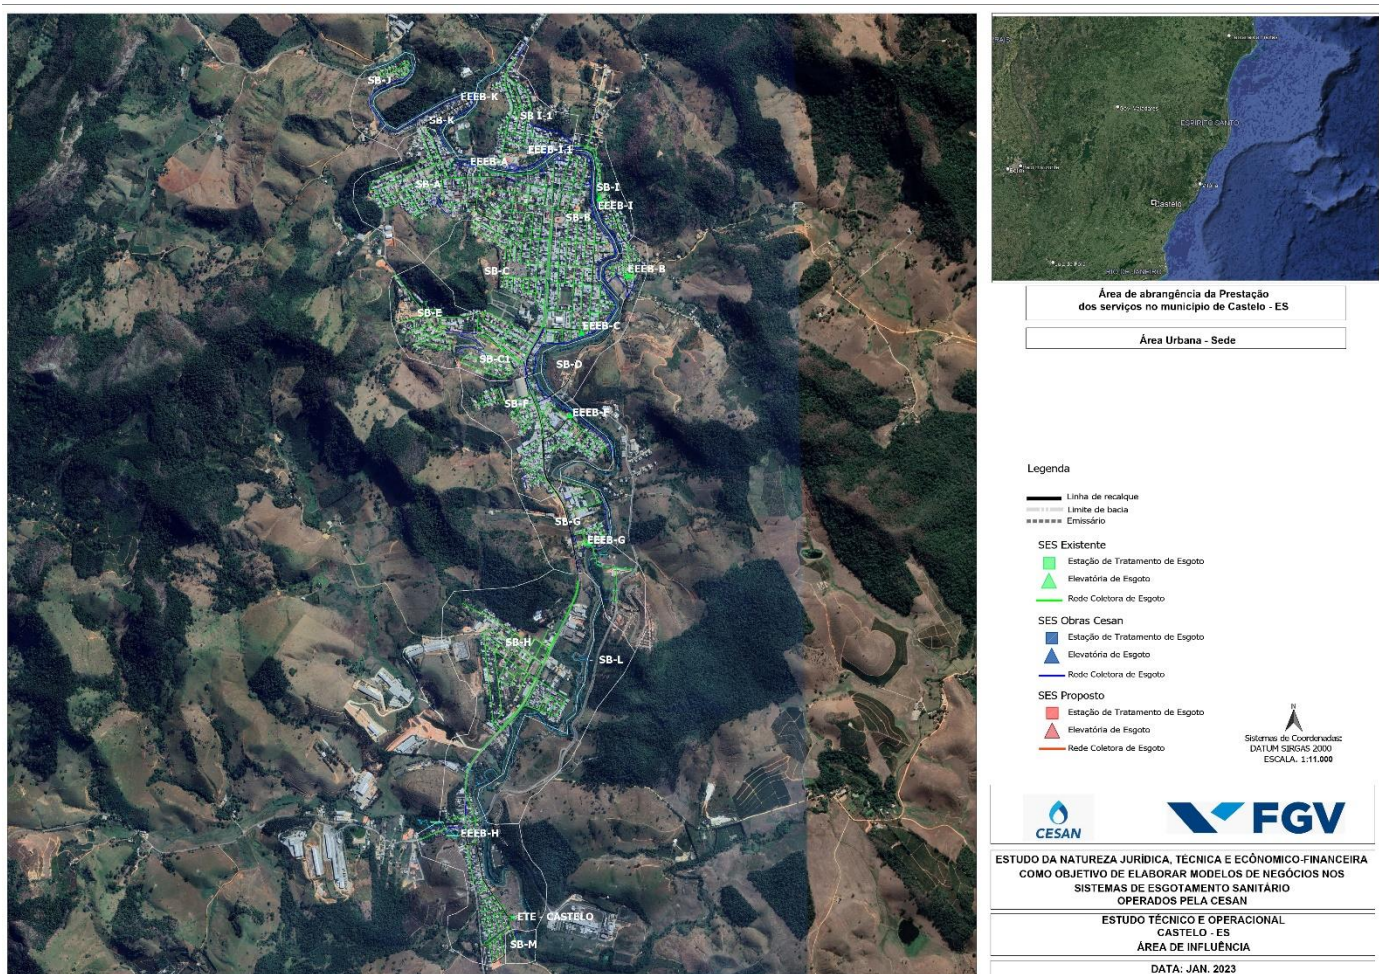 SB-J
EEEB-K
SB I-1
SB-K
EEEB-I.1
EEEB-A
SB-A
SB-I
EEEB-I
SB-B
SB-C
EEEB-B
SB-E
EEEB-C
SB-C1
SB-D
SB-F
EEEB-F
SB-G
EEEB-G
SB-H
SB-L
EEEB-H
ETE - CASTELO
SB-M
ESPIRITO SANTO
Castelo
RIO DE JANEIRO
Área de abrangência da Prestação
dos serviços no município de Castelo - ES
Área Urbana - Sede
Legenda
Linha de recalque
Limite de bacia
Emissário
SES Existente
Estação de Tratamento de Esgoto
Elevatória de Esgoto
Rede Coletora de Esgoto
SES Obras Cesan
Estação de Tratamento de Esgoto
Elevatória de Esgoto
Rede Coletora de Esgoto
SES Proposto
Estação de Tratamento de Esgoto
Elevatória de Esgoto
Rede Coletora de Esgoto
N
Sistemas de Coordenadas:
DATUM SIRGAS 2000
ESCALA. 1:11.000
CESAN
FGV
ESTUDO DA NATUREZA JURÍDICA, TÉCNICA E ECÔNOMICO-FINANCEIRA
COMO OBJETIVO DE ELABORAR MODELOS DE NEGÓCIOS NOS
SISTEMAS DE ESGOTAMENTO SANITÁRIO
OPERADOS PELA CESAN
ESTUDO TÉCNICO E OPERACIONAL
CASTELO - ES
ÁREA DE INFLUÊNCIA
DATA: JAN. 2023